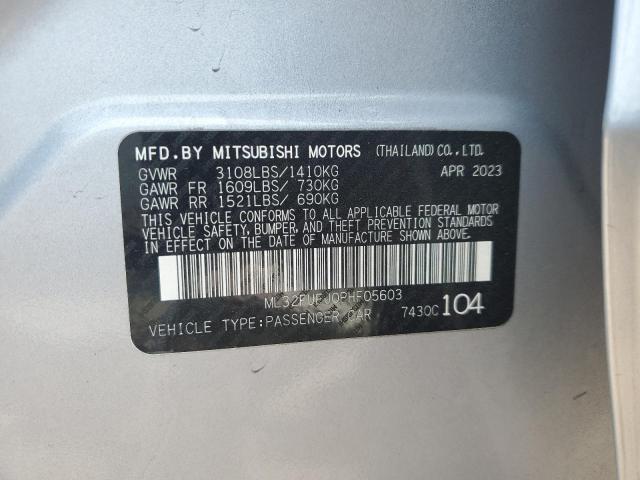 MFD.BY MITSUBISHI MOTORS (THAILAND) CO., LTD.
GVWR 3108LBS/1410KG APR 2023
GAWR FR 1609LBS/ 730KG
GAWR RR 1521LBS/ 690KG
THIS VEHICLE CONFORMS TO ALL APPLICABLE FEDERAL MOTOR
VEHICLE SAFETY, BUMPER, AND THEFT PREVENTION STANDARDS
IN EFFECT ON THE DATE OF MANUFACTURE SHOWN ABOVE.
VEHICLE TYPE:PASSENGER CAR 7430C 104